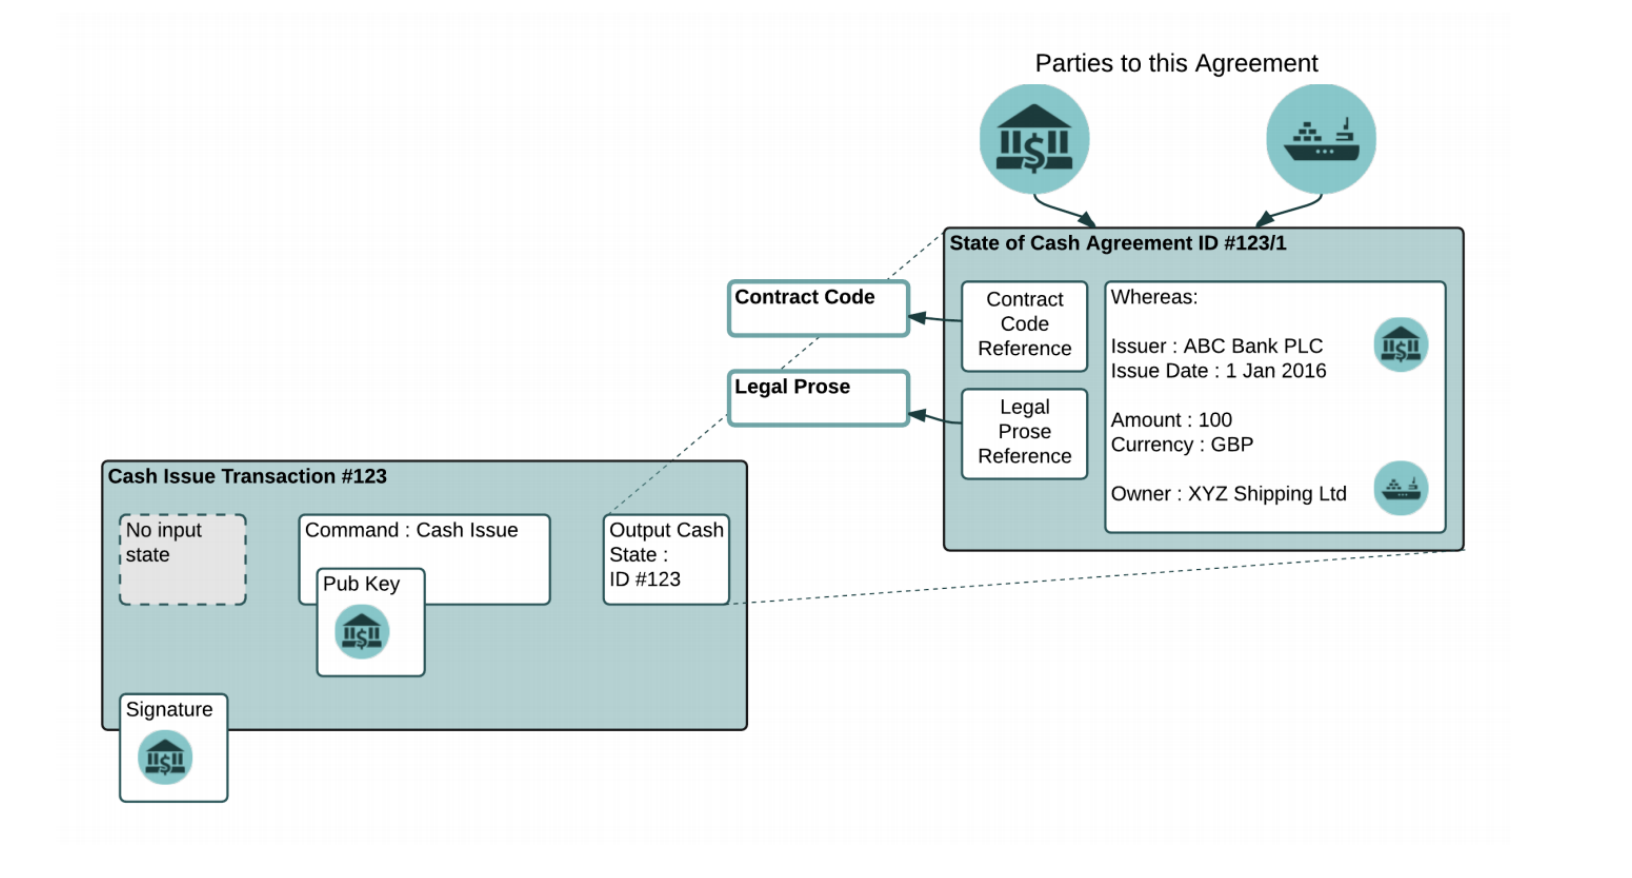 Parties to this Agreement
State of Cash Agreement ID #123/1
Contract
Code
Reference
Legal
Prose
Reference
Whereas:
Issuer : ABC Bank PLC
Issue Date : 1 Jan 2016
Amount : 100
Currency : GBP
Owner : XYZ Shipping Ltd
Contract Code
Legal Prose
Cash Issue Transaction #123
No input
state
Command : Cash Issue
Pub Key
Output Cash
State :
ID #123
Signature